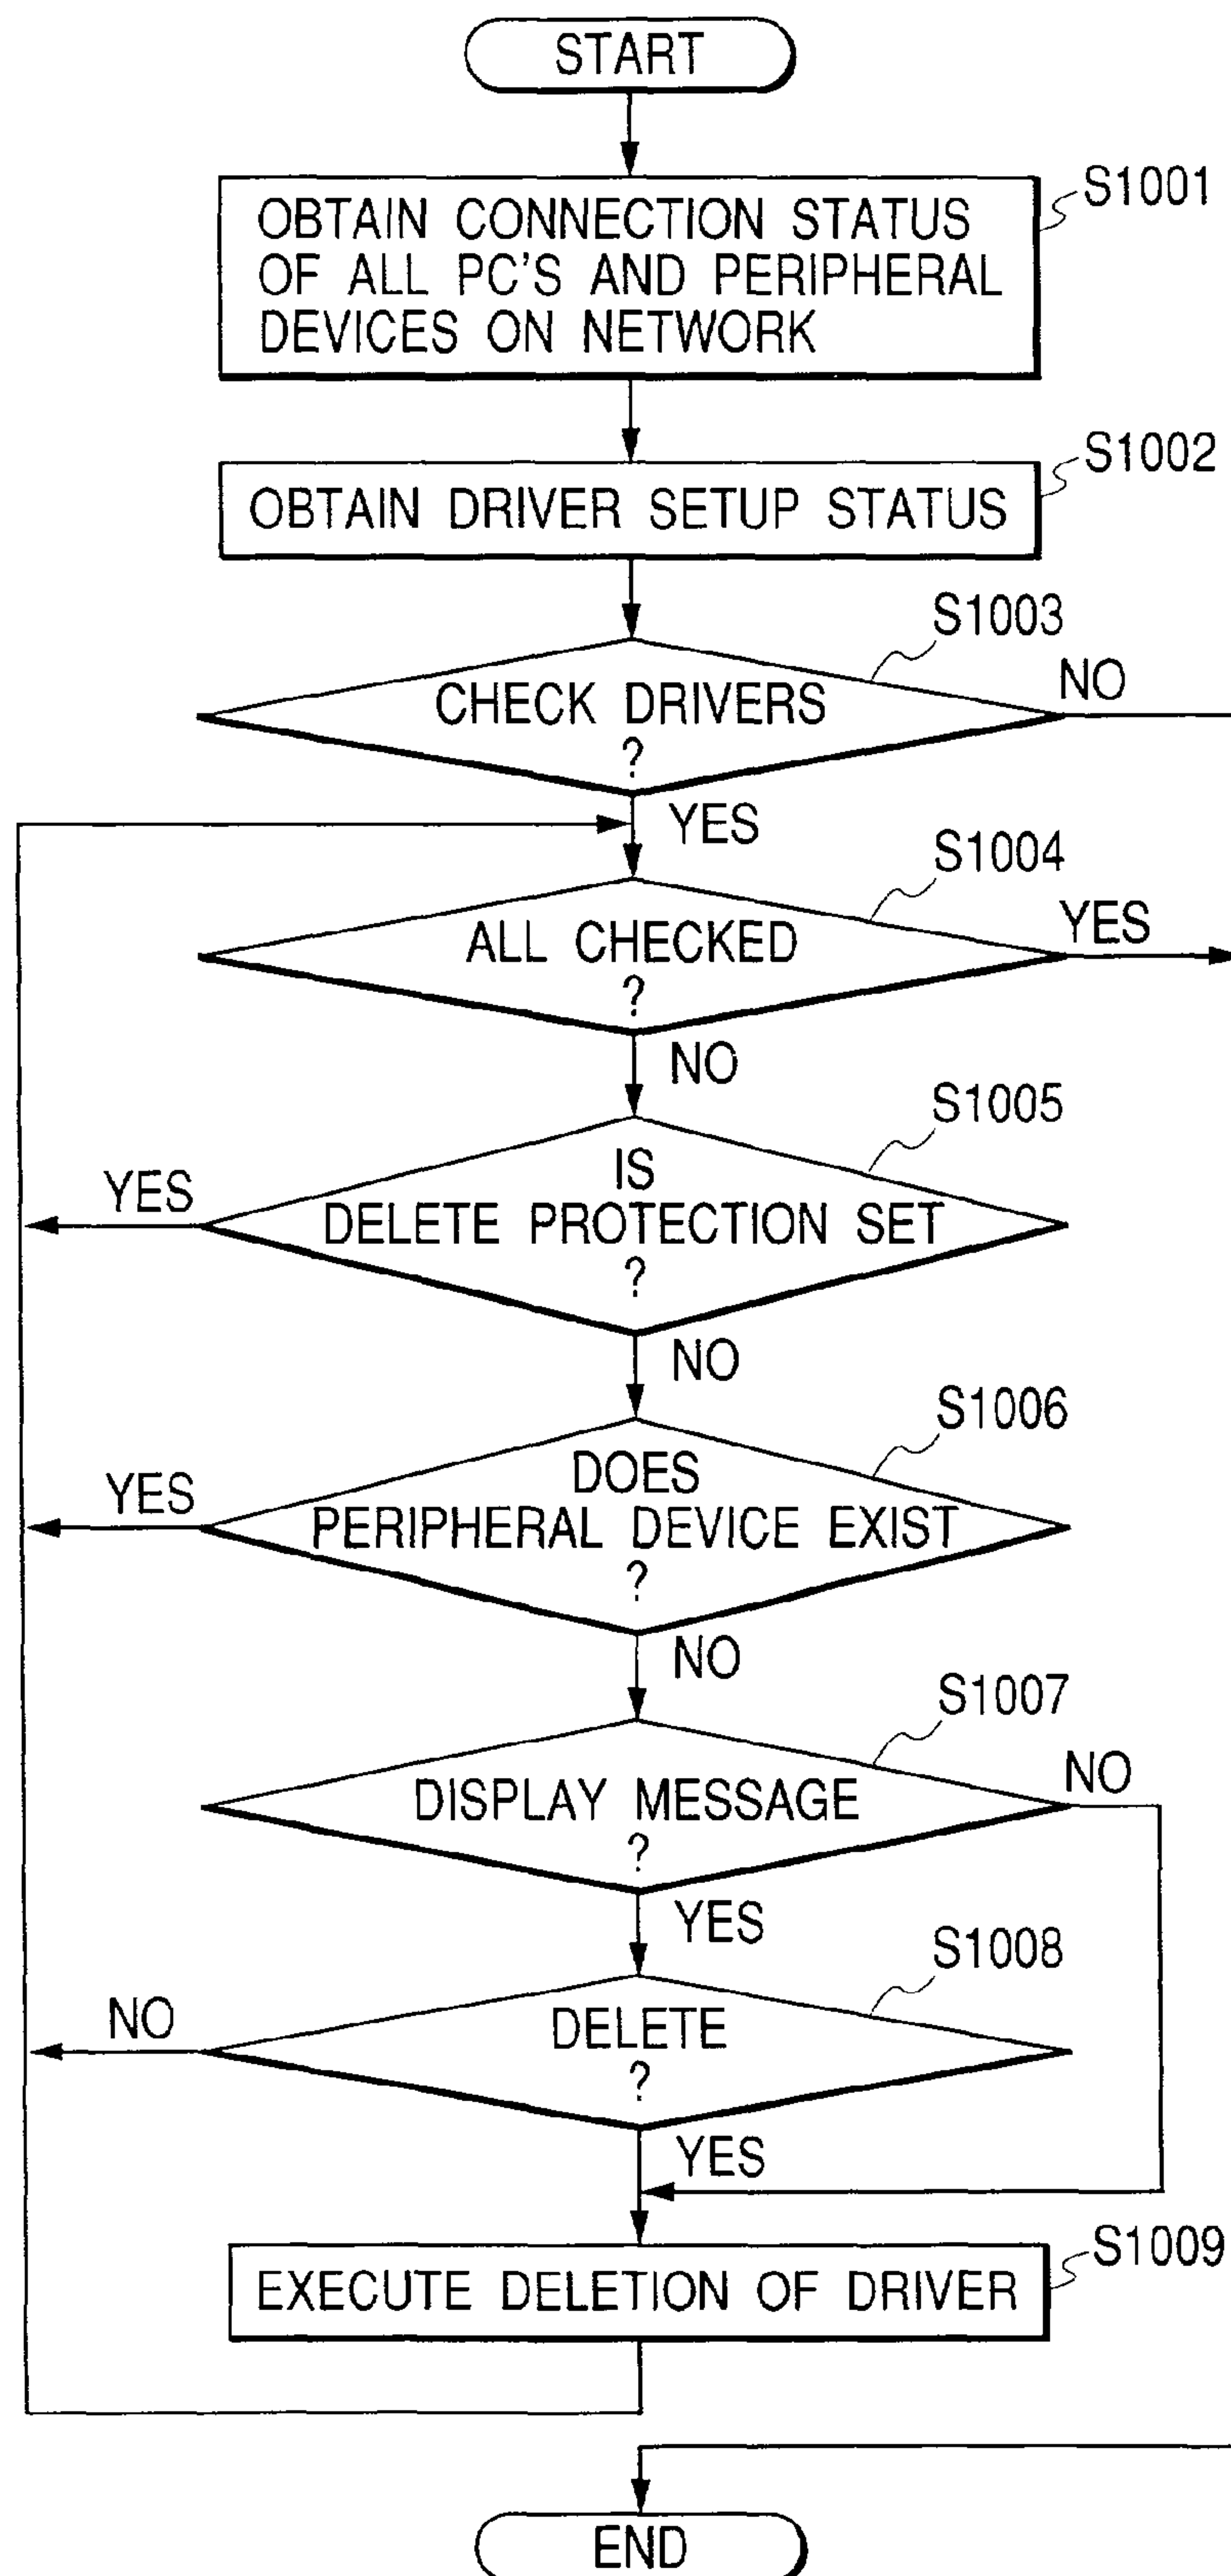 START
S1001
OBTAIN CONNECTION STATUS
OF ALL PC'S AND PERIPHERAL
DEVICES ON NETWORK
S1002
OBTAIN DRIVER SETUP STATUS
S1003
CHECK DRIVERS
?
NO
YES
S1004
ALL CHECKED
?
YES
NO
S1005
IS
DELETE PROTECTION SET
?
YES
NO
S1006
DOES
PERIPHERAL DEVICE EXIST
?
YES
NO
S1007
DISPLAY MESSAGE
?
NO
YES
S1008
DELETE
?
NO
YES
S1009
EXECUTE DELETION OF DRIVER
END